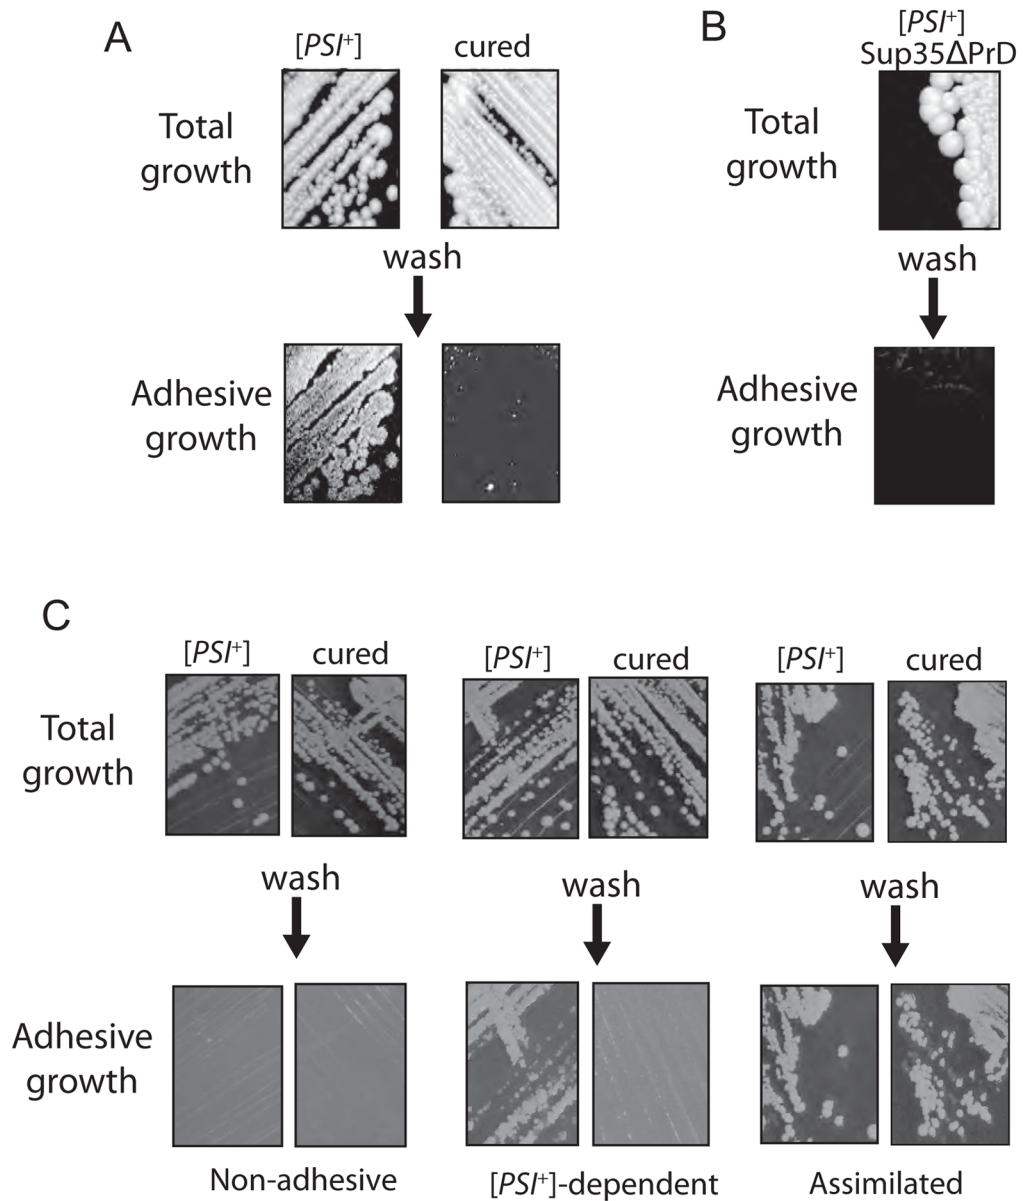 A
[PSI⁺]
cured
Total
growth
wash
Adhesive
growth
B
[PSI⁺]
Sup35ΔPrD
Total
growth
wash
Adhesive
growth
C
[PSI⁺]
cured
[PSI⁺]
cured
[PSI⁺]
cured
Total
growth
wash
wash
wash
Adhesive
growth
Non-adhesive
[PSI⁺]-dependent
Assimilated